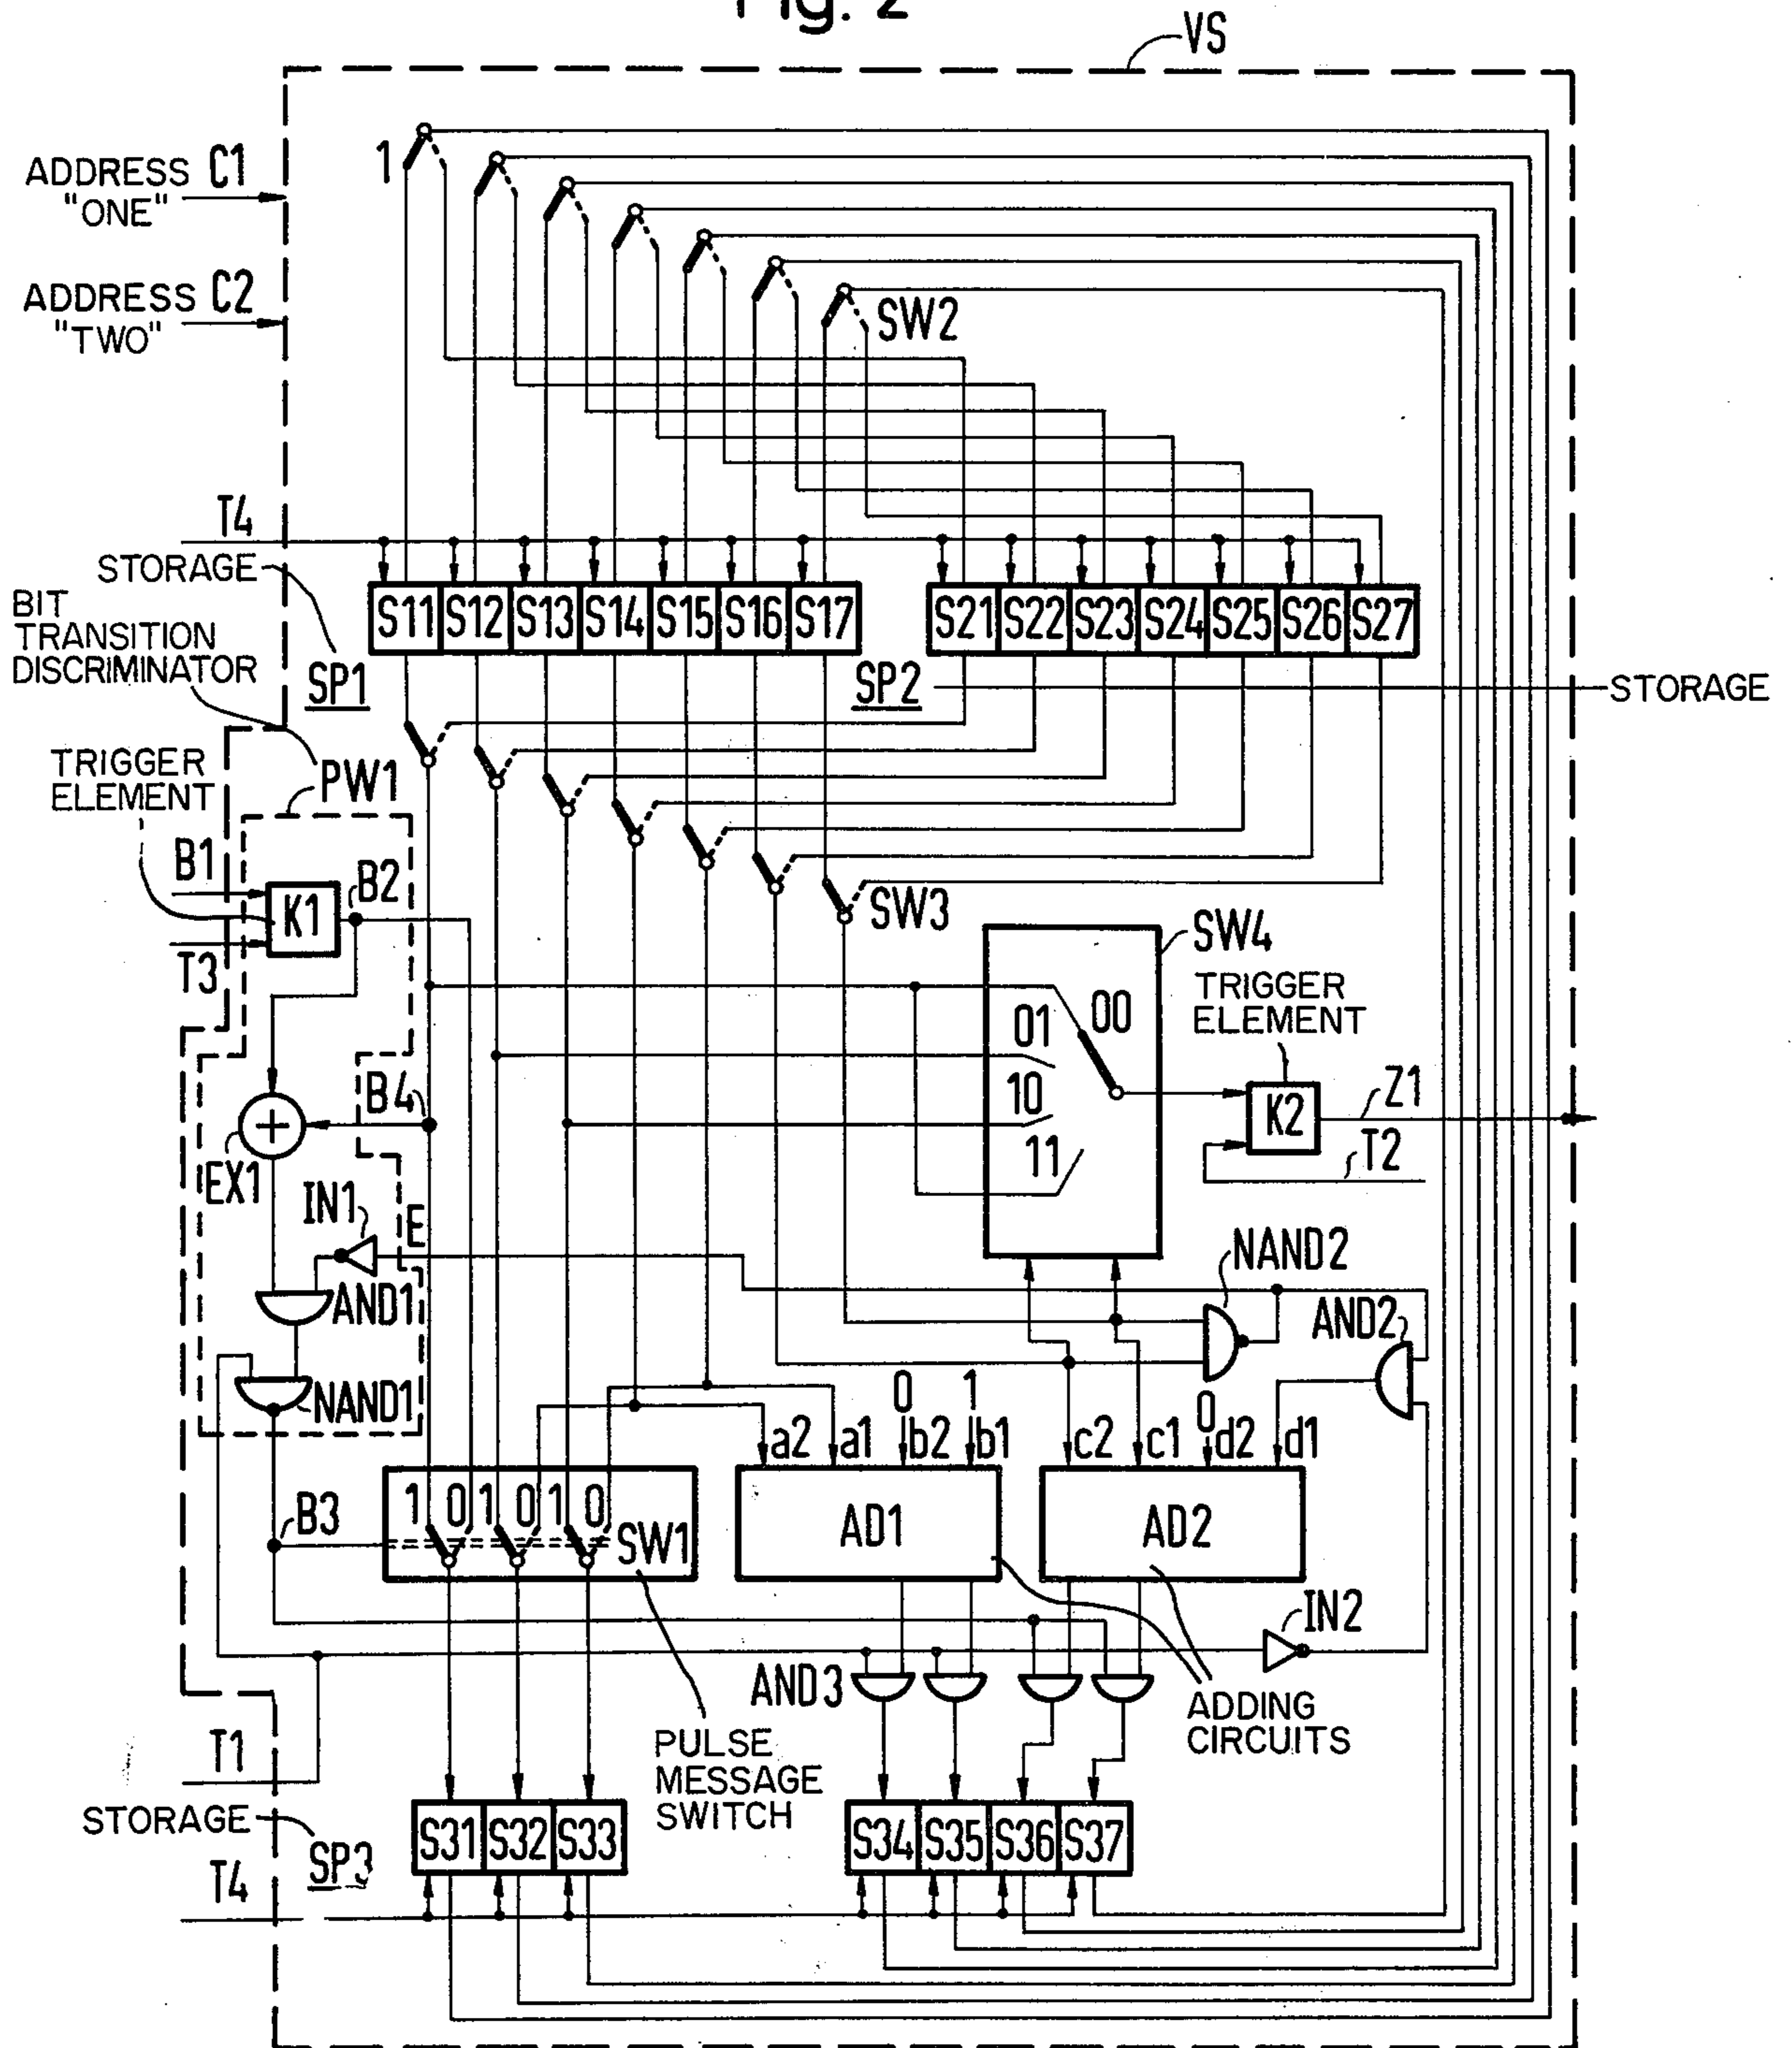 Fig. 2
VS
1
ADDRESS C1
"ONE"
ADDRESS C2
"TWO"
SW2
T4
STORAGE
BIT
TRANSITION
DISCRIMINATOR
S11 S12 S13 S14 S15 S16 S17
S21 S22 S23 S24 S25 S26 S27
SP1
SP2
STORAGE
TRIGGER
ELEMENT
PW1
B1
K1
B2
T3
SW3
SW4
TRIGGER
ELEMENT
00
01
10
11
B4
+
EX1
K2
Z1
T2
IN1
E
NAND2
AND1
AND2
NAND1
0 1 0
a2 a1 b2 b1 c2 c1 d2 d1
1 0 1 0 1 0
B3
SW1
AD1
AD2
IN2
AND3
ADDING
CIRCUITS
T1
PULSE
MESSAGE
SWITCH
STORAGE
SP3
S31 S32 S33
S34 S35 S36 S37
T4